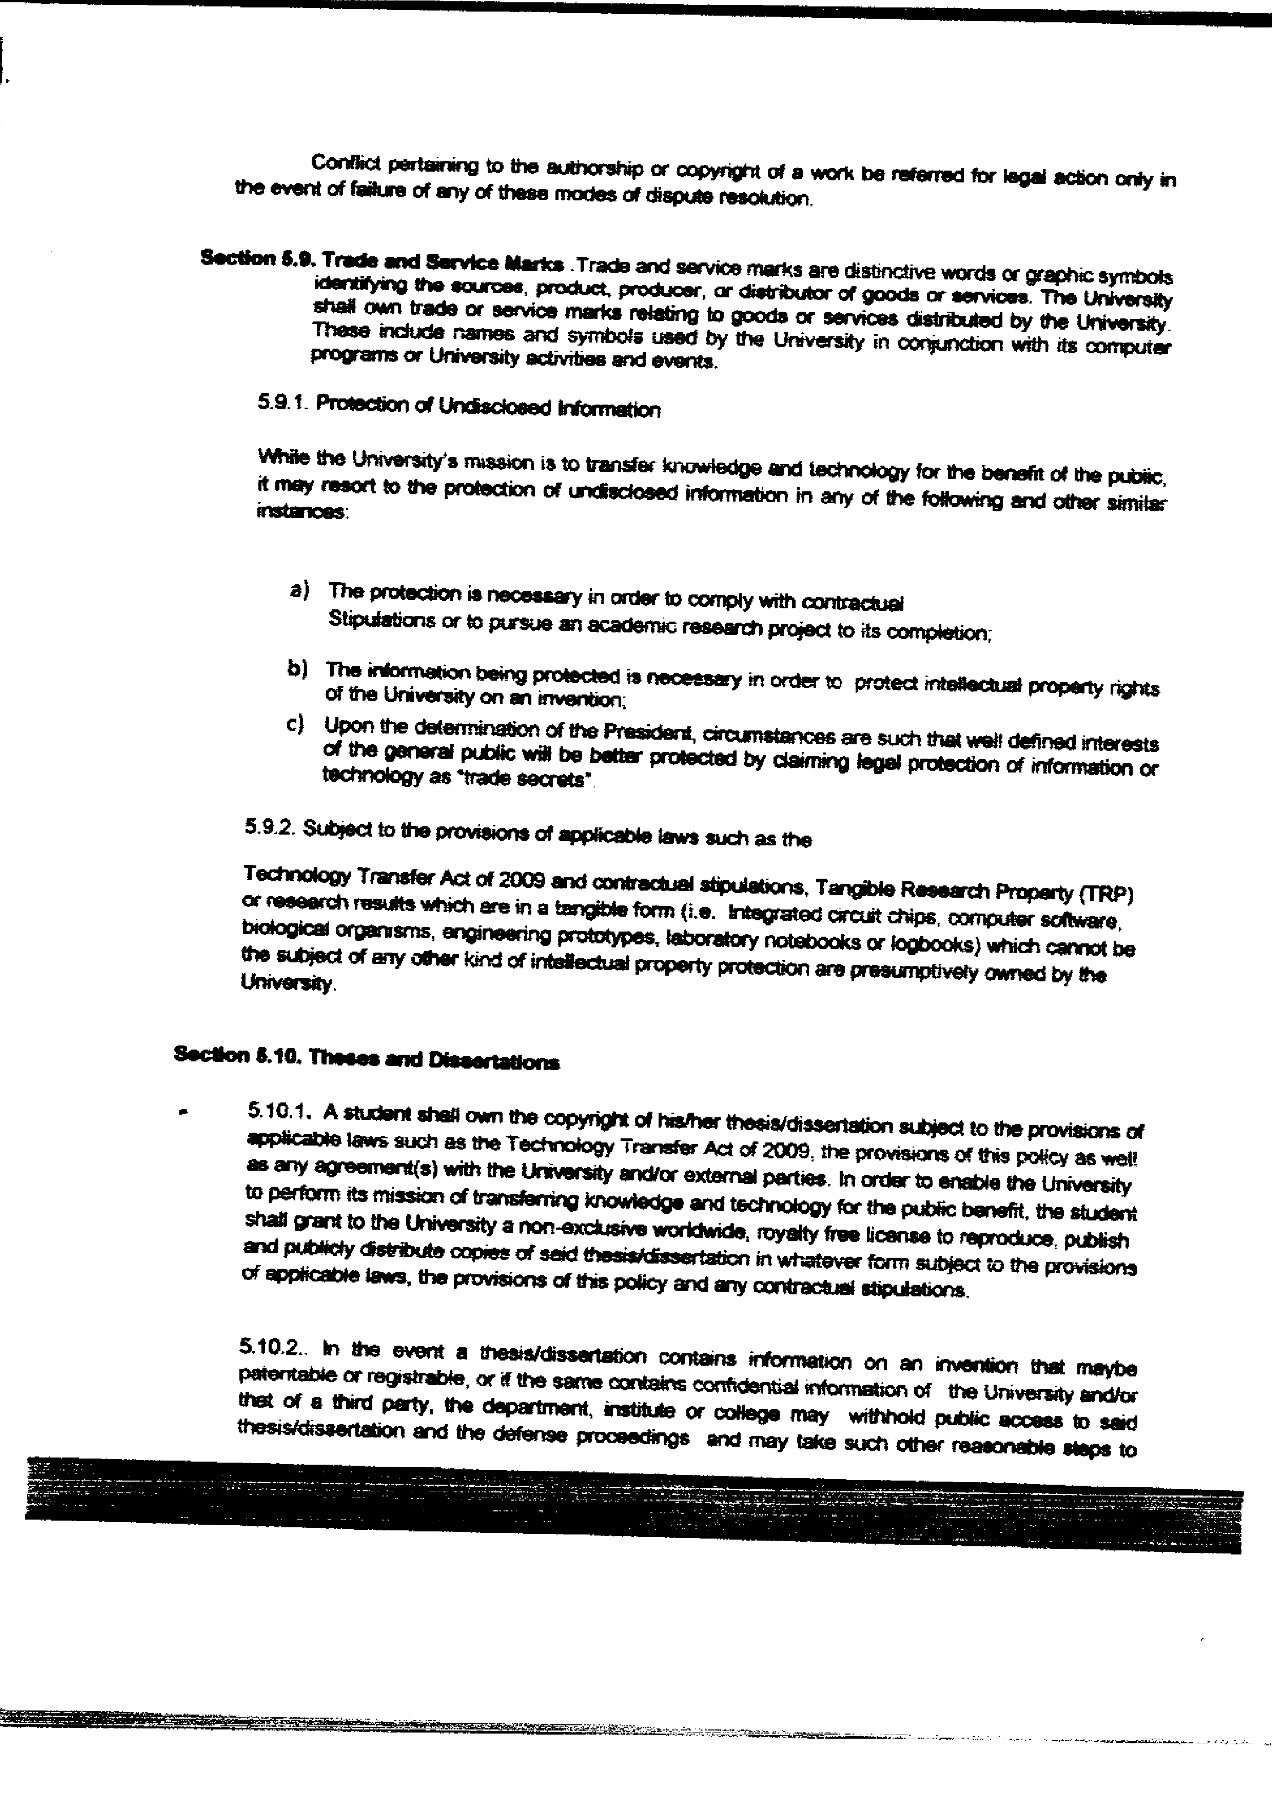 Conflict pertaining to the authorship or copyright of a work be referred for legal action only in
the event of failure of any of these modes of dispute resolution.
Section 5.9. Trade and Service Marks .Trade and service marks are distinctive words or graphic symbols
identifying the sources, product, producer, or distributor of goods or services. The University
shall own trade or service marks relating to goods or services distributed by the University.
These include names and symbols used by the University in conjunction with its computer
programs or University activities and events.
5.9.1. Protection of Undisclosed Information
While the University's mission is to transfer knowledge and technology for the benefit of the public,
it may resort to the protection of undisclosed information in any of the following and other similar
instances:
a) The protection is necessary in order to comply with contractual
Stipulations or to pursue an academic research project to its completion;
b) The information being protected is necessary in order to protect intellectual property rights
of the University on an invention;
c) Upon the determination of the President, circumstances are such that well defined interests
of the general public will be better protected by claiming legal protection of information or
technology as "trade secrets".
5.9.2. Subject to the provisions of applicable laws such as the
Technology Transfer Act of 2009 and contractual stipulations, Tangible Research Property (TRP)
or research results which are in a tangible form (i.e. Integrated circuit chips, computer software,
biological organisms, engineering prototypes, laboratory notebooks or logbooks) which cannot be
the subject of any other kind of intellectual property protection are presumptively owned by the
University.
Section 5.10. Theses and Dissertations
- 5.10.1. A student shall own the copyright of his/her thesis/dissertation subject to the provisions of
applicable laws such as the Technology Transfer Act of 2009, the provisions of this policy as well
as any agreement(s) with the University and/or external parties. In order to enable the University
to perform its mission of transferring knowledge and technology for the public benefit, the student
shall grant to the University a non-exclusive worldwide, royalty free license to reproduce, publish
and publicly distribute copies of said thesis/dissertation in whatever form subject to the provisions
of applicable laws, the provisions of this policy and any contractual stipulations.
5.10.2.. In the event a thesis/dissertation contains information on an invention that maybe
patentable or registrable, or if the same contains confidential information of the University and/or
that of a third party, the department, institute or college may withhold public access to said
thesis/dissertation and the defense proceedings and may take such other reasonable steps to